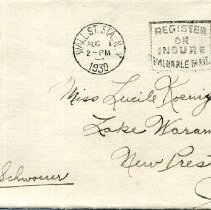 WALL ST. STA. N.Y.
AUG 1
2-PM
1930
REGISTER
OR
INSURE
VALUABLE MAIL
Miss Lucile Koenig
Lake Waram
New Pres
Schwoerer